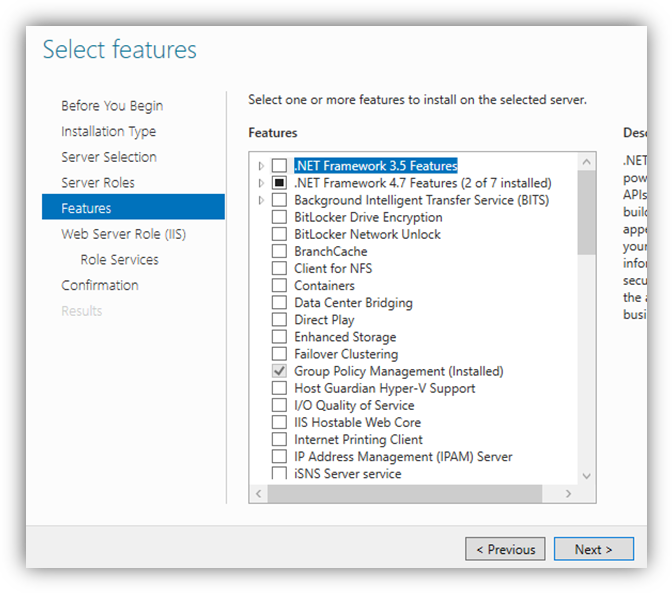 Select features
Before You Begin
Installation Type
Server Selection
Server Roles
Features
Web Server Role (IIS)
Role Services
Confirmation
Results
Select one or more features to install on the selected server.
Features
.NET Framework 3.5 Features
.NET Framework 4.7 Features (2 of 7 installed)
Background Intelligent Transfer Service (BITS)
BitLocker Drive Encryption
BitLocker Network Unlock
BranchCache
Client for NFS
Containers
Data Center Bridging
Direct Play
Enhanced Storage
Failover Clustering
Group Policy Management (Installed)
Host Guardian Hyper-V Support
I/O Quality of Service
IIS Hostable Web Core
Internet Printing Client
IP Address Management (IPAM) Server
iSNS Server service
Des
.NET
pow
APIs
buil
appe
your
info
secu
the a
busi
< Previous
Next >